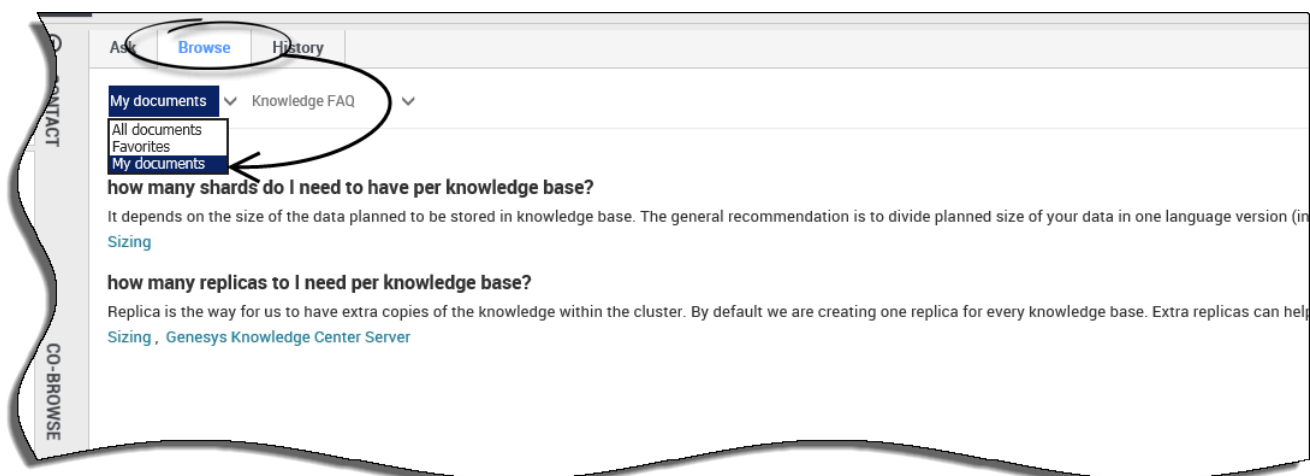 Ask Browse History
CONTACT
My documents Knowledge FAQ
All documents
Favorites
My documents
how many shards do I need to have per knowledge base?
It depends on the size of the data planned to be stored in knowledge base. The general recommendation is to divide planned size of your data in one language version (in
Sizing
how many replicas to I need per knowledge base?
Replica is the way for us to have extra copies of the knowledge within the cluster. By default we are creating one replica for every knowledge base. Extra replicas can help
Sizing , Genesys Knowledge Center Server
CO-BROWSE